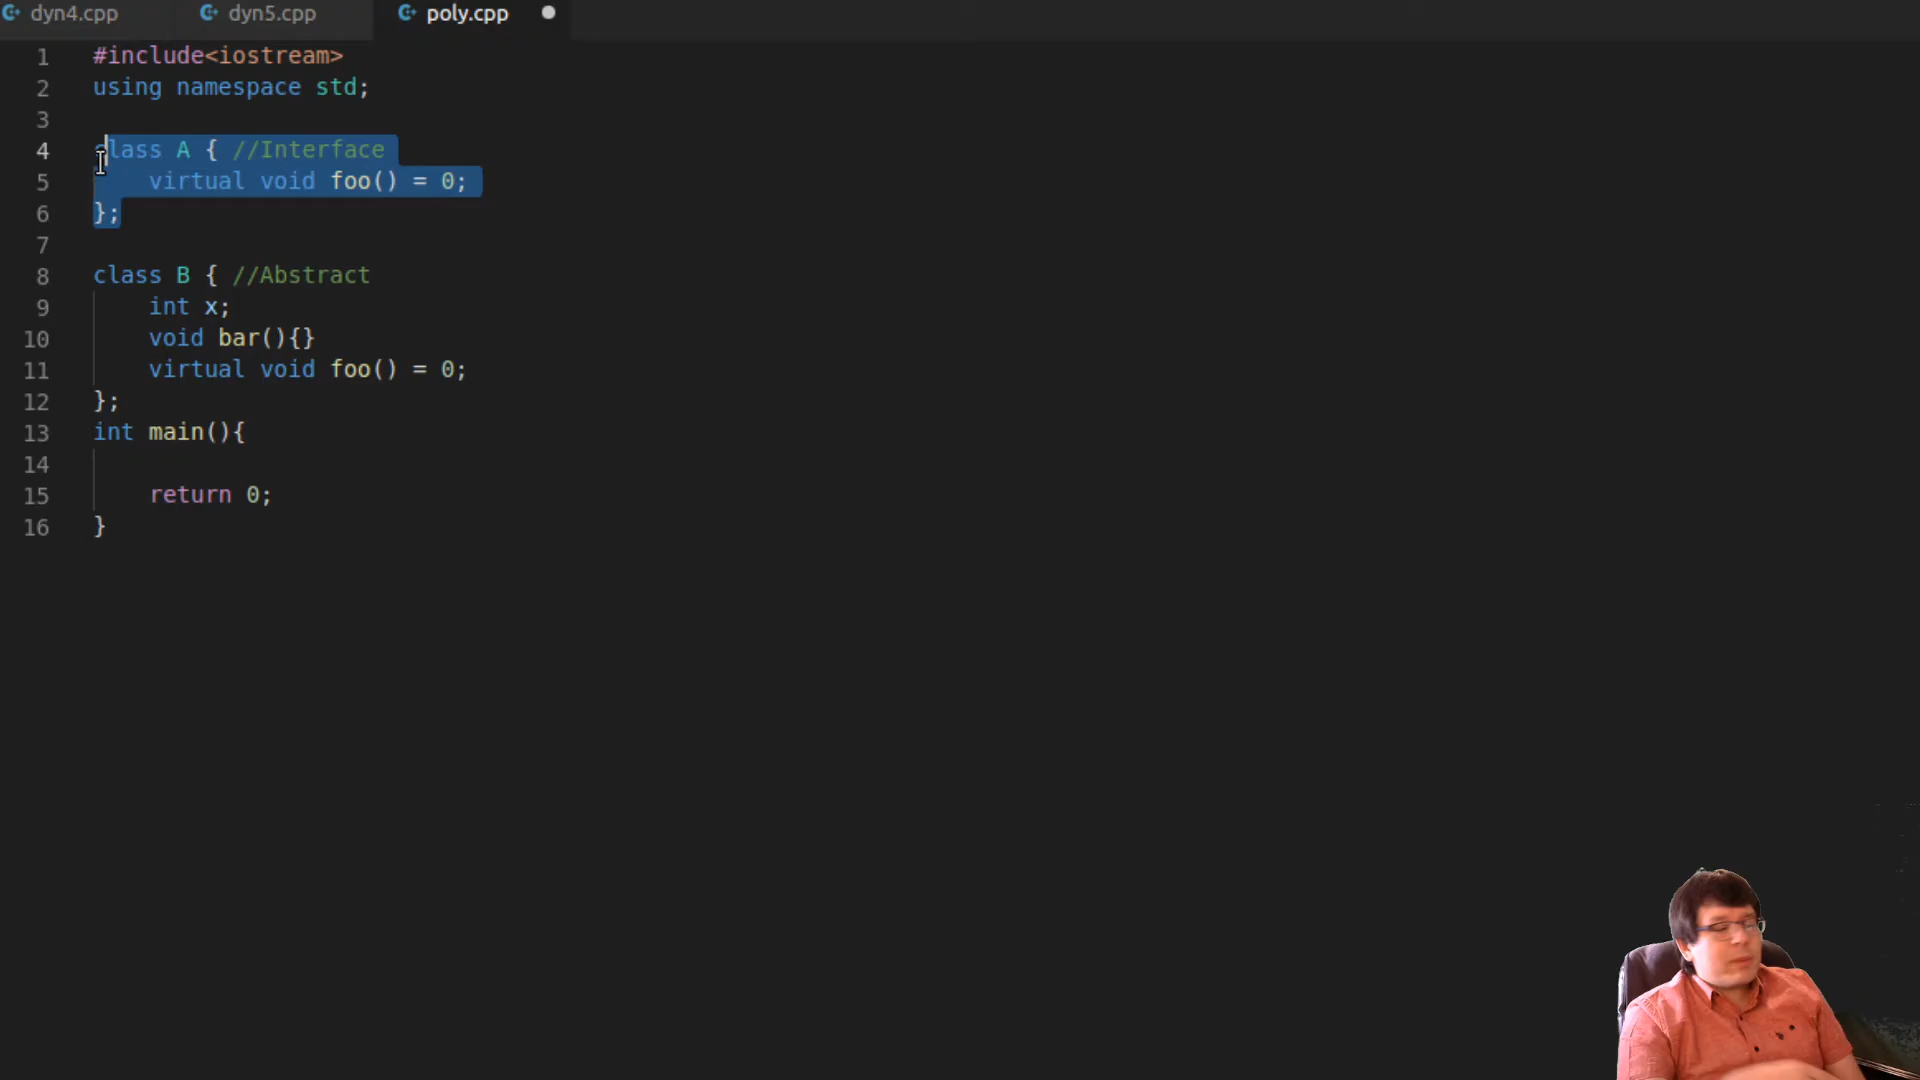 dyn4.cpp dyn5.cpp poly.cpp
1 #include<iostream>
2 using namespace std;
3
4 class A { //Interface
5 virtual void foo() = 0;
6 };
7
8 class B { //Abstract
9 int x;
10 void bar(){}
11 virtual void foo() = 0;
12 };
13 int main(){
14
15 return 0;
16 }